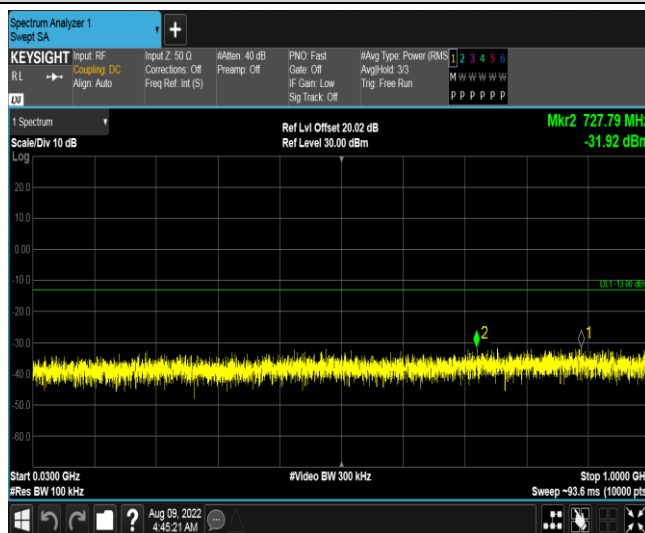 Spectrum Analyzer 1
Swept SA
+
KEYSIGHT Input: RF Input Z: 50 Ω #Atten: 40 dB PNO: Fast #Avg Type: Power (RMS 1 2 3 4 5 6
RL Coupling: DC Corrections: Off Preamp: Off Gate: Off Avg|Hold: 3/3 M W W W W W
Align: Auto Freq Ref: Int (S) IF Gain: Low Trig: Free Run
Sig Track: Off P P P P P P
LXI
1 Spectrum Ref Lvl Offset 20.02 dB Mkr2 727.79 MHz
Scale/Div 10 dB Ref Level 30.00 dBm -31.92 dBm
Log
20.0
10.0
0.00
-10.0
DL1 -13.00 dBm
-20.0
-30.0
2
1
-40.0
-50.0
-60.0
Start 0.0300 GHz #Video BW 300 kHz Stop 1.0000 GH
#Res BW 100 kHz Sweep ~93.6 ms (10000 pts
? Aug 09, 2022
4:45:21 AM